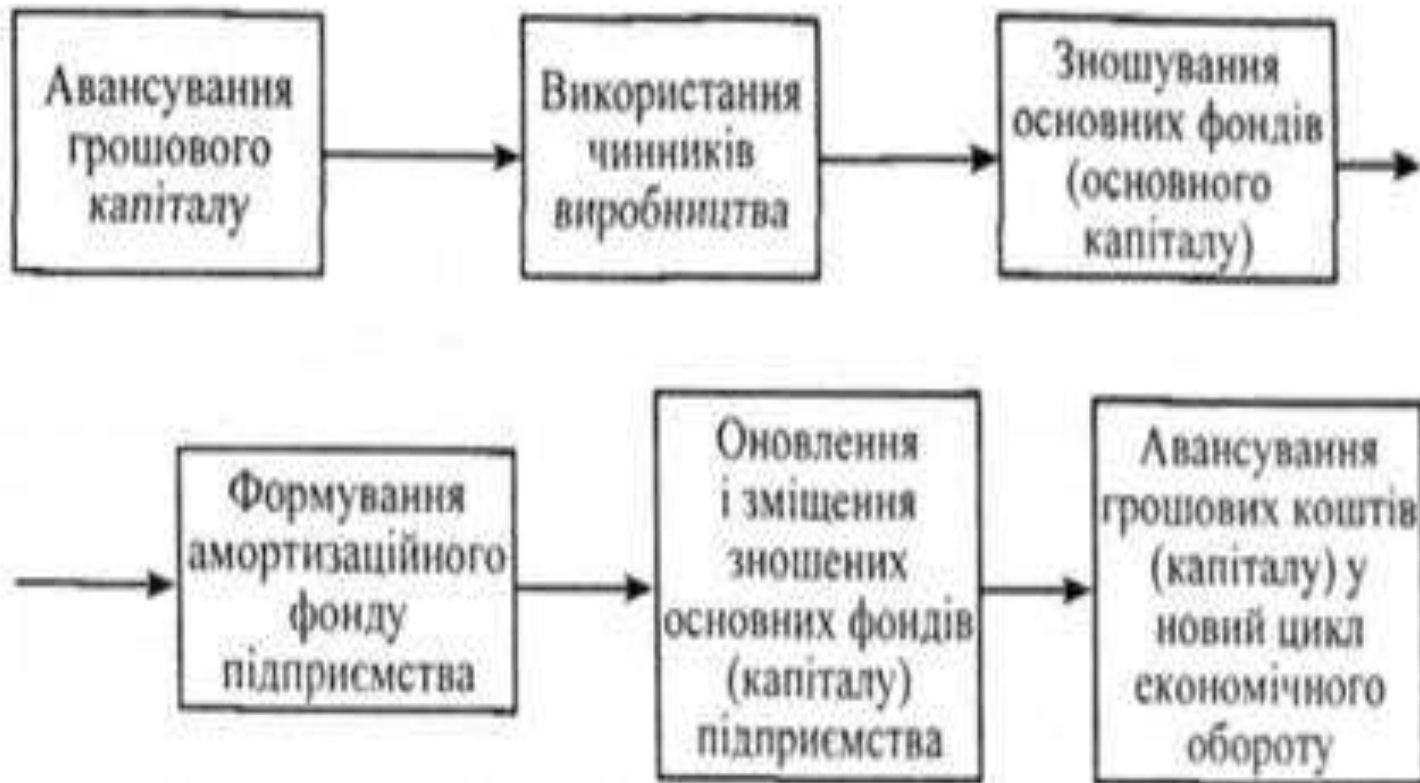 Авансування
грошового
капіталу
Використання
чинників
виробництва
Зношування
основних фондів
(основного
капіталу)
Формування
амортизаційного
фонду
підприємства
Оновлення
і зміщення
зношених
основних фондів
(капіталу)
підприємства
Авансування
грошових коштів
(капіталу) у
новий цикл
економічного
обороту